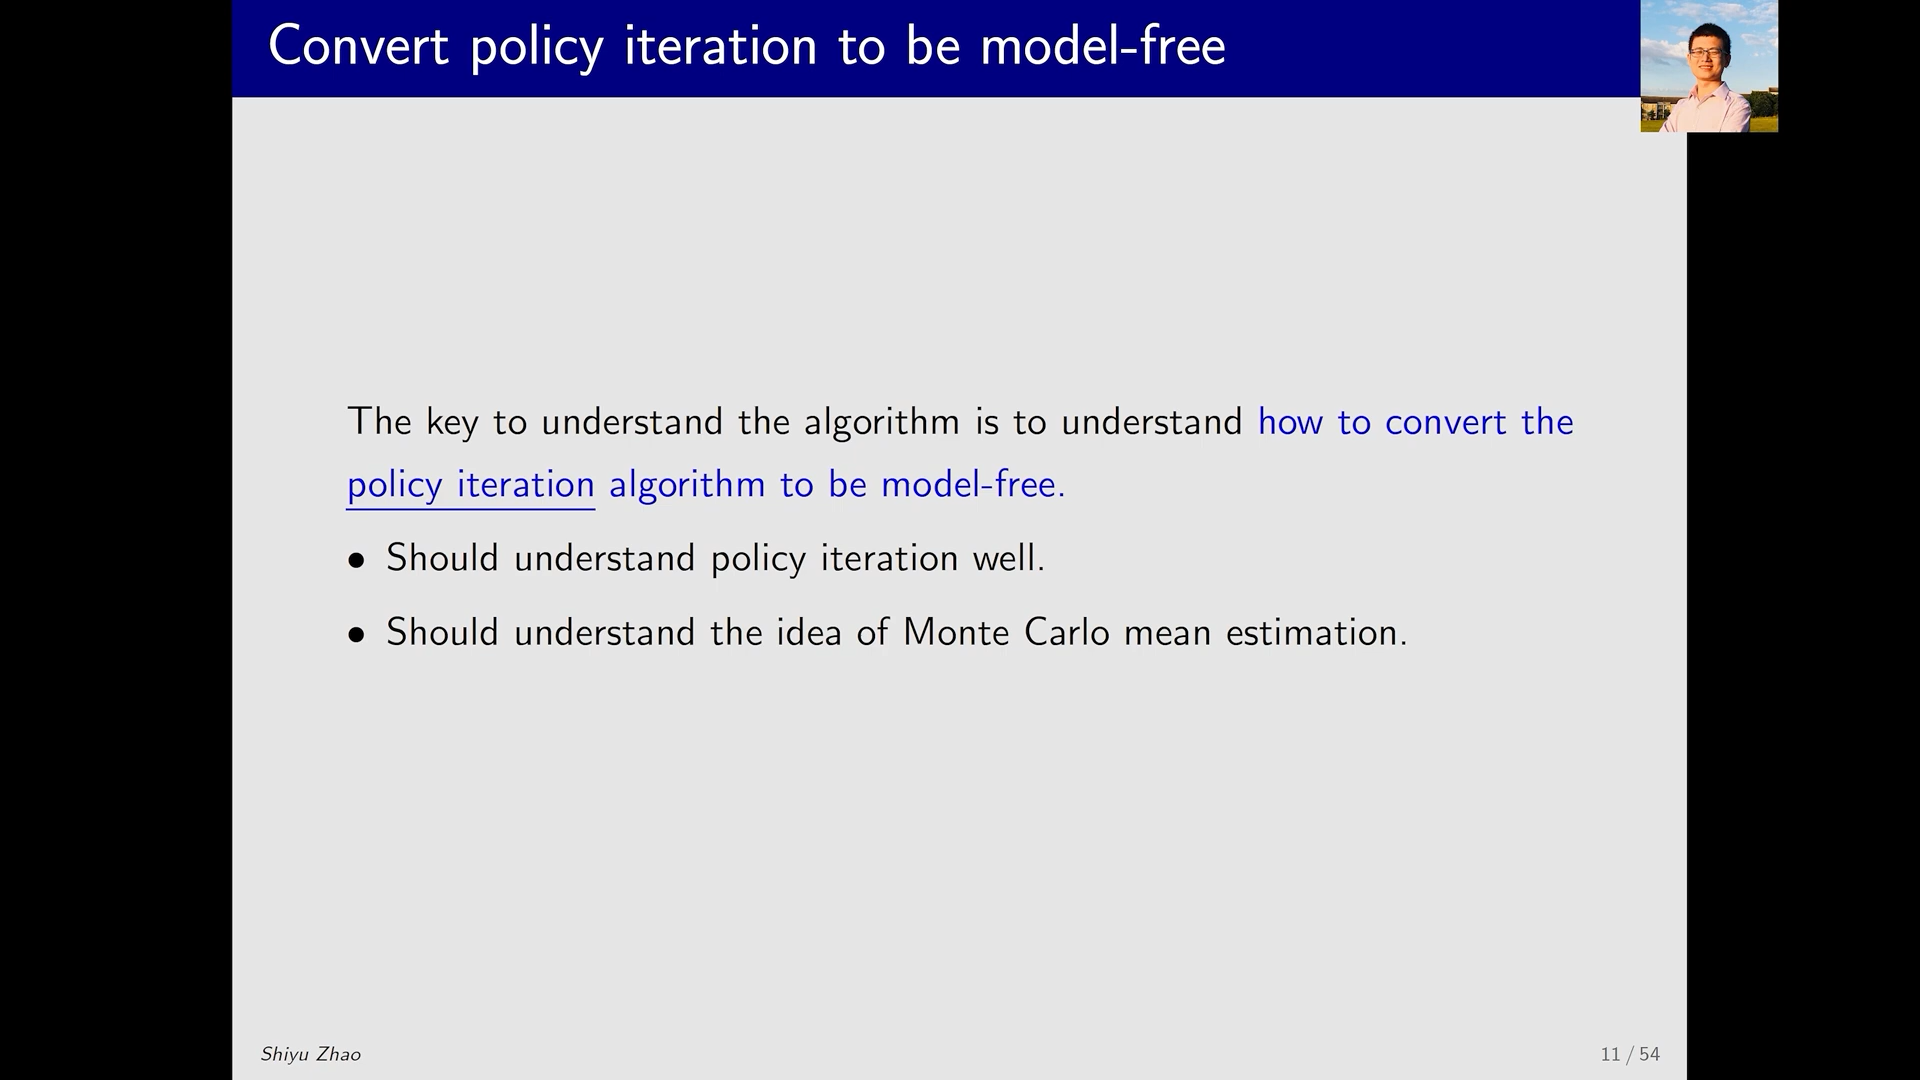 Convert policy iteration to be model-free
The key to understand the algorithm is to understand how to convert the
policy iteration algorithm to be model-free.
• Should understand policy iteration well.
• Should understand the idea of Monte Carlo mean estimation.
Shiyu Zhao
11 / 54